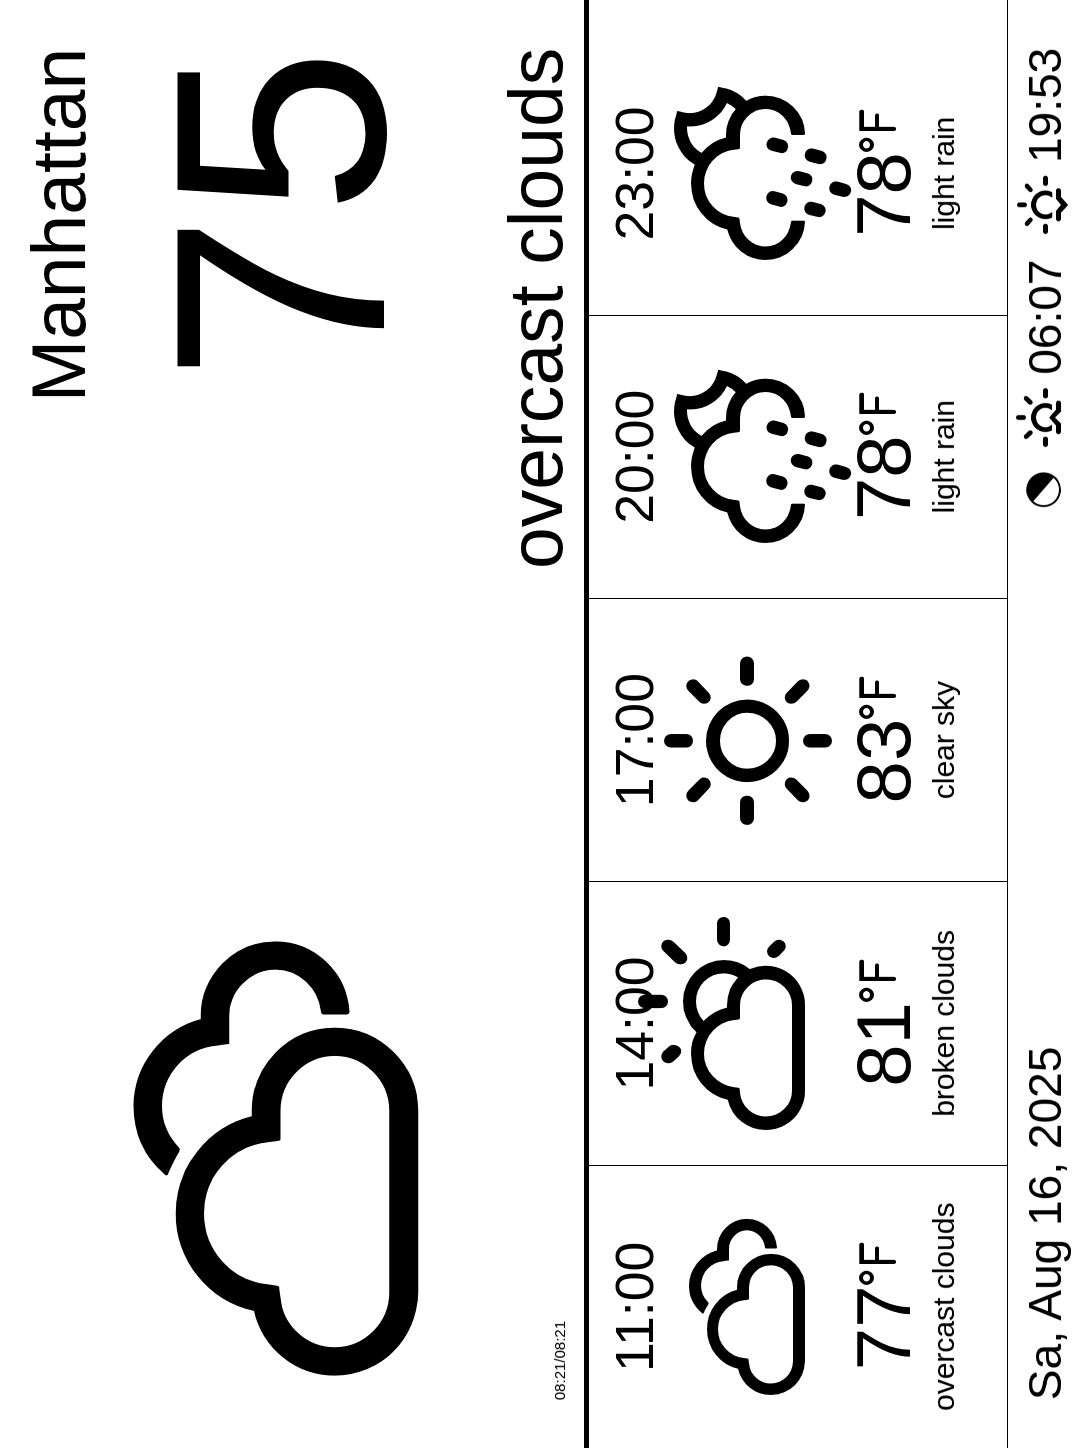 Manhattan
75
08:21/08:21
overcast clouds
11:00
77°F
overcast clouds
14:00
81°F
broken clouds
17:00
83°F
clear sky
20:00
78°F
light rain
23:00
78°F
light rain
Sa, Aug 16, 2025
06:07
19:53